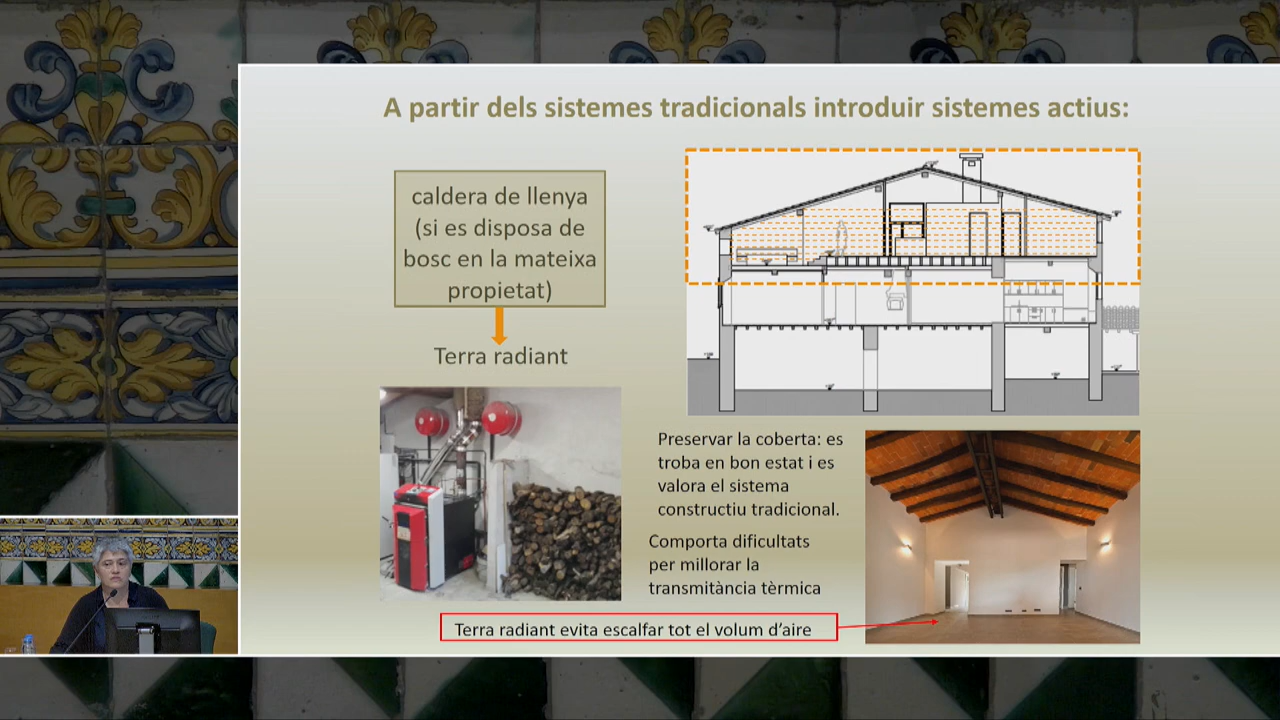 A partir dels sistemes tradicionals introduir sistemes actius:
caldera de llenya
(si es disposa de
bosc en la mateixa
propietat)
Terra radiant
Preservar la coberta: es
troba en bon estat i es
valora el sistema
constructiu tradicional.
Comporta dificultats
per millorar la
transmitància tèrmica
Terra radiant evita escalfar tot el volum d'aire